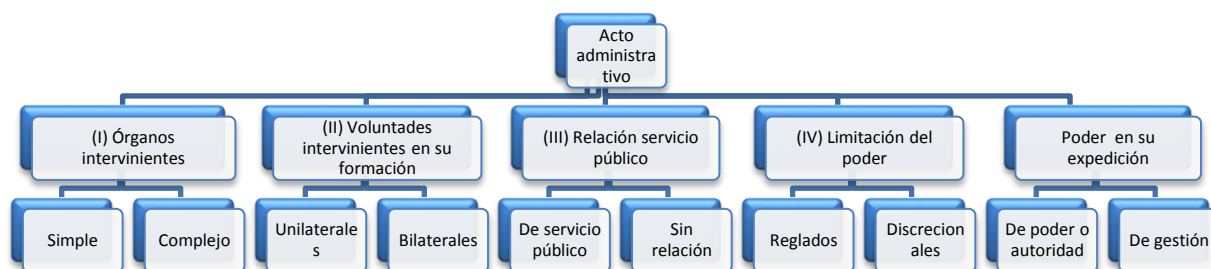 Acto
administra
tivo
(I) Órganos
intervinientes
(II) Voluntades
intervinientes en su
formación
(III) Relación servicio
público
(IV) Limitación del
poder
Poder en su
expedición
Simple
Complejo
Unilaterale
s
Bilaterales
De servicio
público
Sin
relación
Reglados
Discrecion
ales
De poder o
autoridad
De gestión